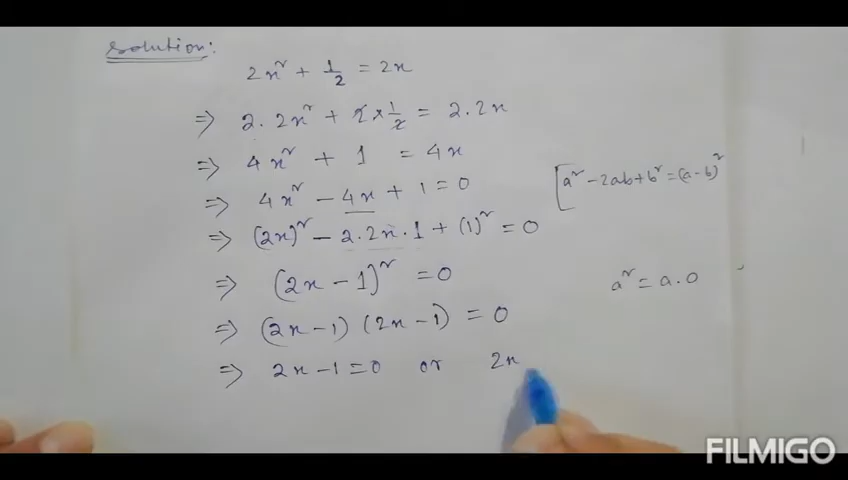 Solution:
2x² + 1/2 = 2x
⇒ 2.2x² + 2×1/2 = 2.2x
⇒ 4x² + 1 = 4x
⇒ 4x² - 4x + 1 = 0
[a² - 2ab + b² = (a-b)²
⇒ (2x)² - 2.2x.1 + (1)² = 0
⇒ (2x - 1)² = 0
a² = a.a
⇒ (2x-1) (2x-1) = 0
⇒ 2x-1=0 or 2x
FILMIGO